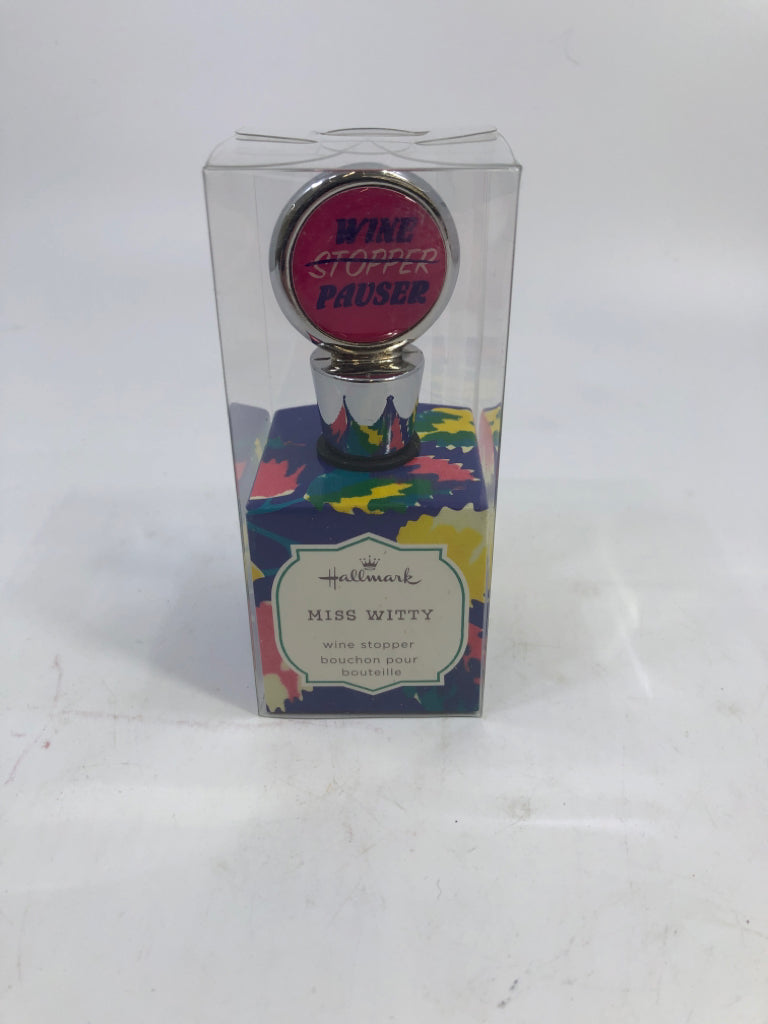 WINE
STOPPER
PAUSER
Hallmark
MISS WITTY
wine stopper
bouchon pour
bouteille